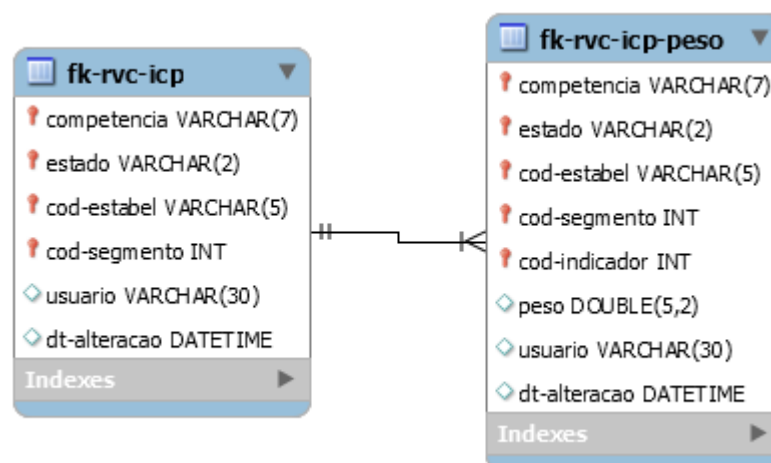 fk-rvc-icp
competencia VARCHAR(7)
estado VARCHAR(2)
cod-estabel VARCHAR(5)
cod-segmento INT
usuario VARCHAR(30)
dt-alteracao DATETIME
Indexes
fk-rvc-icp-peso
competencia VARCHAR(7)
estado VARCHAR(2)
cod-estabel VARCHAR(5)
cod-segmento INT
cod-indicador INT
peso DOUBLE(5,2)
usuario VARCHAR(30)
dt-alteracao DATETIME
Indexes